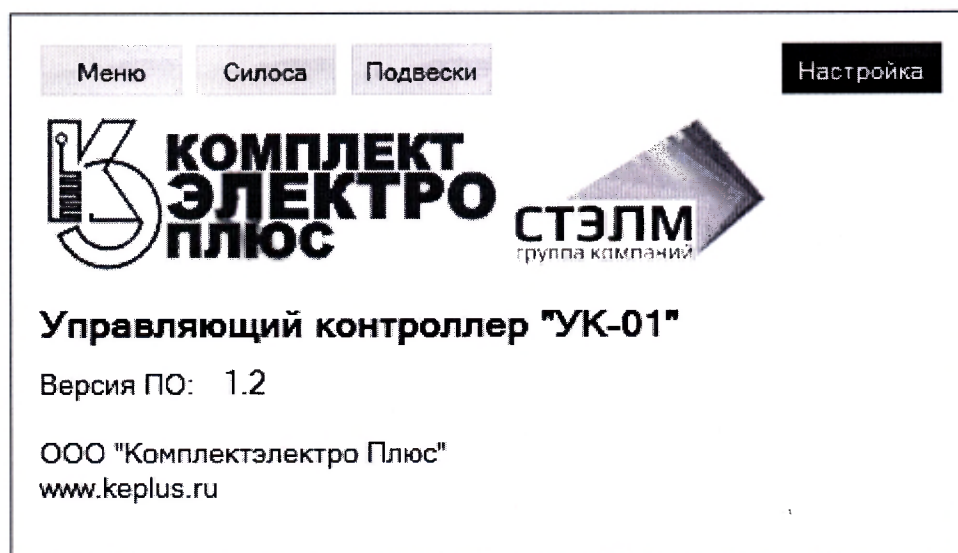 Меню Силоса Подвески Настройка
КОМПЛЕКТ
ЭЛЕКТРО
ПЛЮС
СТЭЛМ
группа компаний
Управляющий контроллер "УК-01"
Версия ПО: 1.2
ООО "Комплектэлектро Плюс"
www.keplus.ru